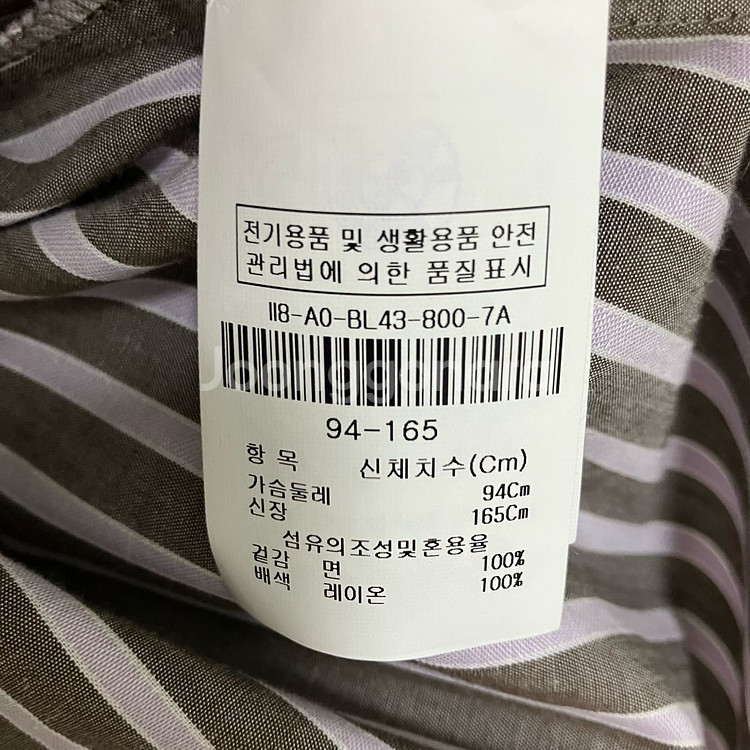 전기용품 및 생활용품 안전
관리법에 의한 품질표시
118-A0-BL43-800-7A
Joonggonara
94-165
항 목 신체치수(Cm)
가슴둘레 94Cm
신장 165Cm
섬유의조성및혼용율
겉감 면 100%
배색 레이온 100%